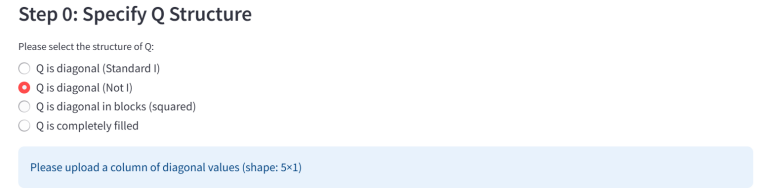 Step 0: Specify Q Structure
Please select the structure of Q:
Q is diagonal (Standard I)
Q is diagonal (Not I)
Q is diagonal in blocks (squared)
Q is completely filled
Please upload a column of diagonal values (shape: 5×1)